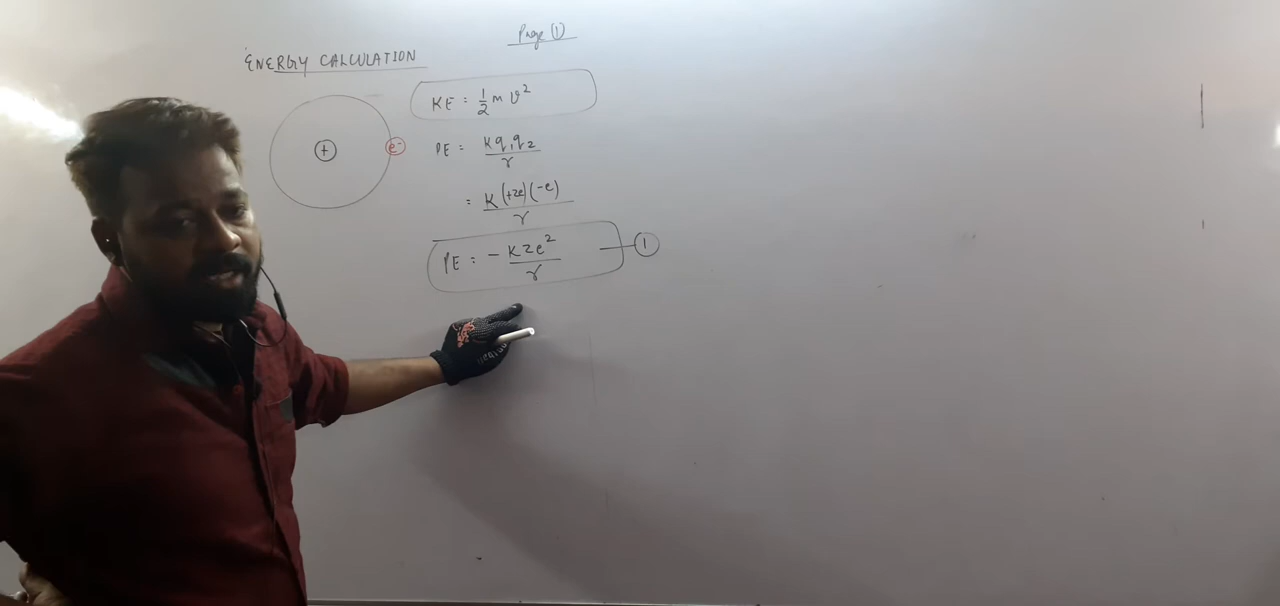 Page (1)
ENERGY CALCULATION
KE = 1/2 m v²
+
e-
PE = Kq1q2/r
= K(+ze)(-e)/r
PE = - KZe²/r — (1)